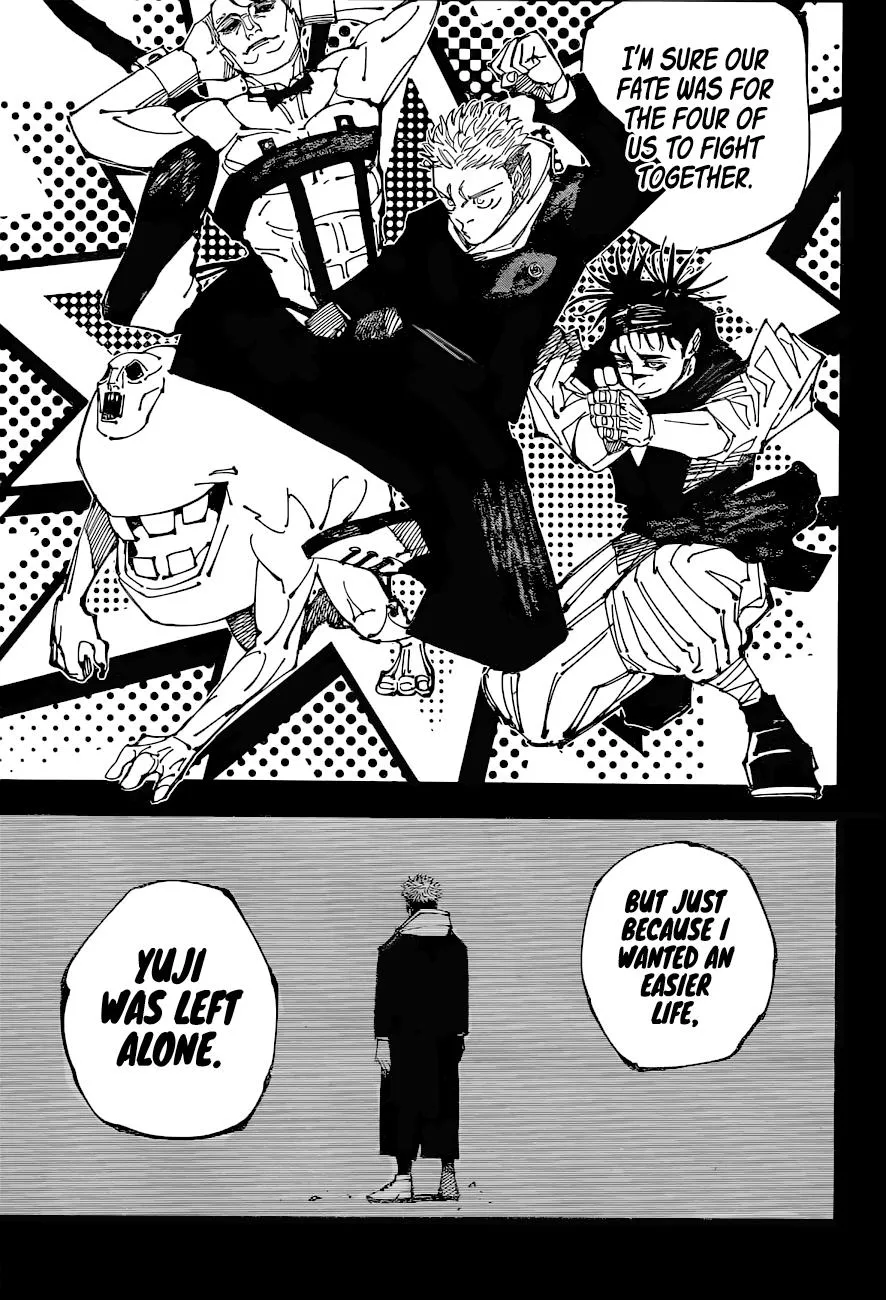 I'M SURE OUR
FATE WAS FOR
THE FOUR OF
US TO FIGHT
TOGETHER.
BUT JUST
BECAUSE I
WANTED AN
EASIER
LIFE,
YUJI
WAS LEFT
ALONE.